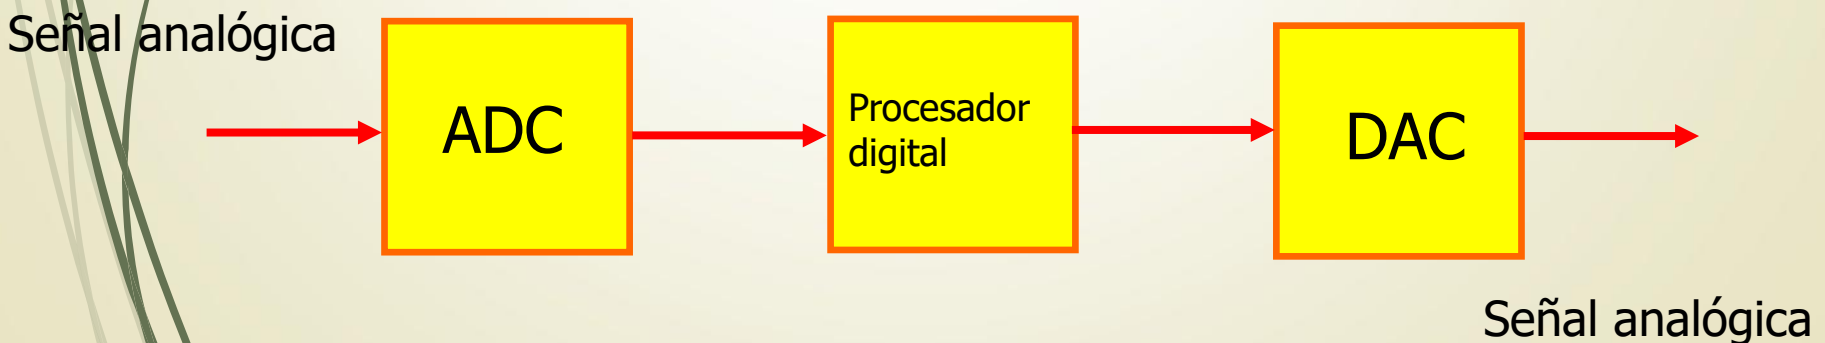 Señal analógica
ADC
Procesador
digital
DAC
Señal analógica